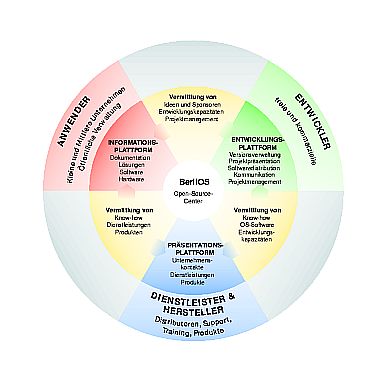 ANWENDER
Kleine und Mittlere Unternehmen
Öffentliche Verwaltung
ENTWICKLER
freie und kommerzielle
Vermittlung von
Ideen und Sponsoren
Entwicklungskapazitäten
Projektmanagement
INFORMATIONS-
PLATTFORM
Dokumentation
Lösungen
Software
Hardware
ENTWICKLUNGS-
PLATTFORM
Versionsverwaltung
Projektpräsentation
Softwaredistribution
Kommunikation
Projektmanagement
BerliOS
Open-Source-
Center
Vermittlung von
Know-how
Dienstleistungen
Produkten
Vermittlung von
Know-how
OS-Software
Entwicklungs-
kapazitäten
PRÄSENTATIONS-
PLATTFORM
Unternehmens-
kontakte
Dienstleistungen
Produkte
DIENSTLEISTER &
HERSTELLER
Distributoren, Support,
Training, Produkte